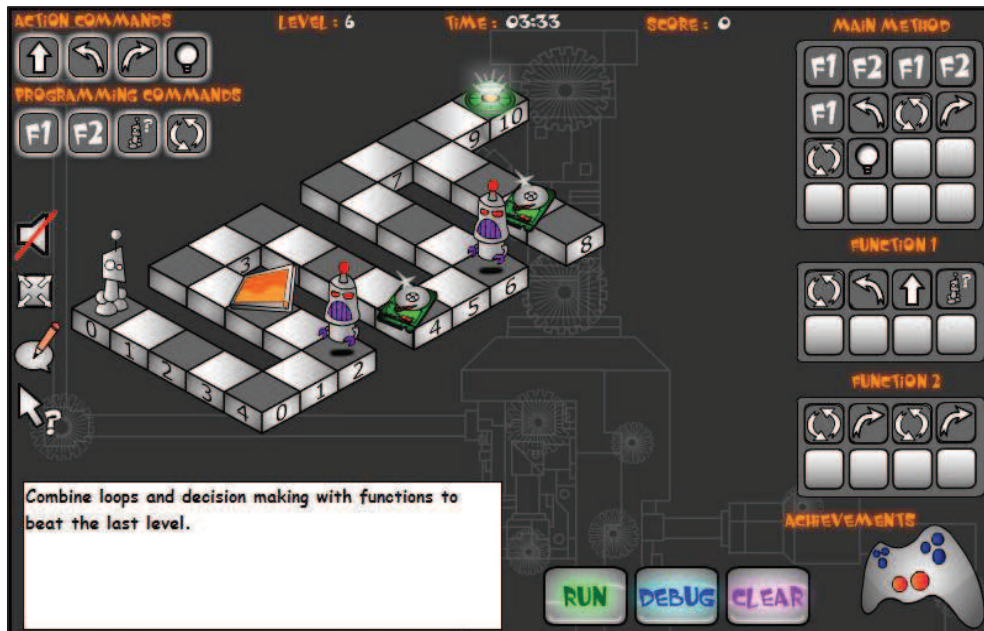 ACTION COMMANDS
LEVEL : 6
TIME : 03:33
SCORE : 0
MAIN METHOD
F1 F2 F1 F2
PROGRAMMING COMMANDS
F1 F2 ?
F1
10
9
7
8
FUNCTION 1
?
3
6
5
4
0
1
2
3
4
0
1
2
FUNCTION 2
?
Combine loops and decision making with functions to
beat the last level.
ACHIEVEMENTS
RUN DEBUG CLEAR